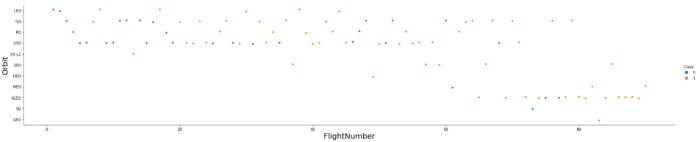 LEO
ISS
PO
GTO
ES-L1
SSO
HEO
MEO
VLEO
SO
GEO
Orbit
0
20
40
60
80
FlightNumber
Class
0
1